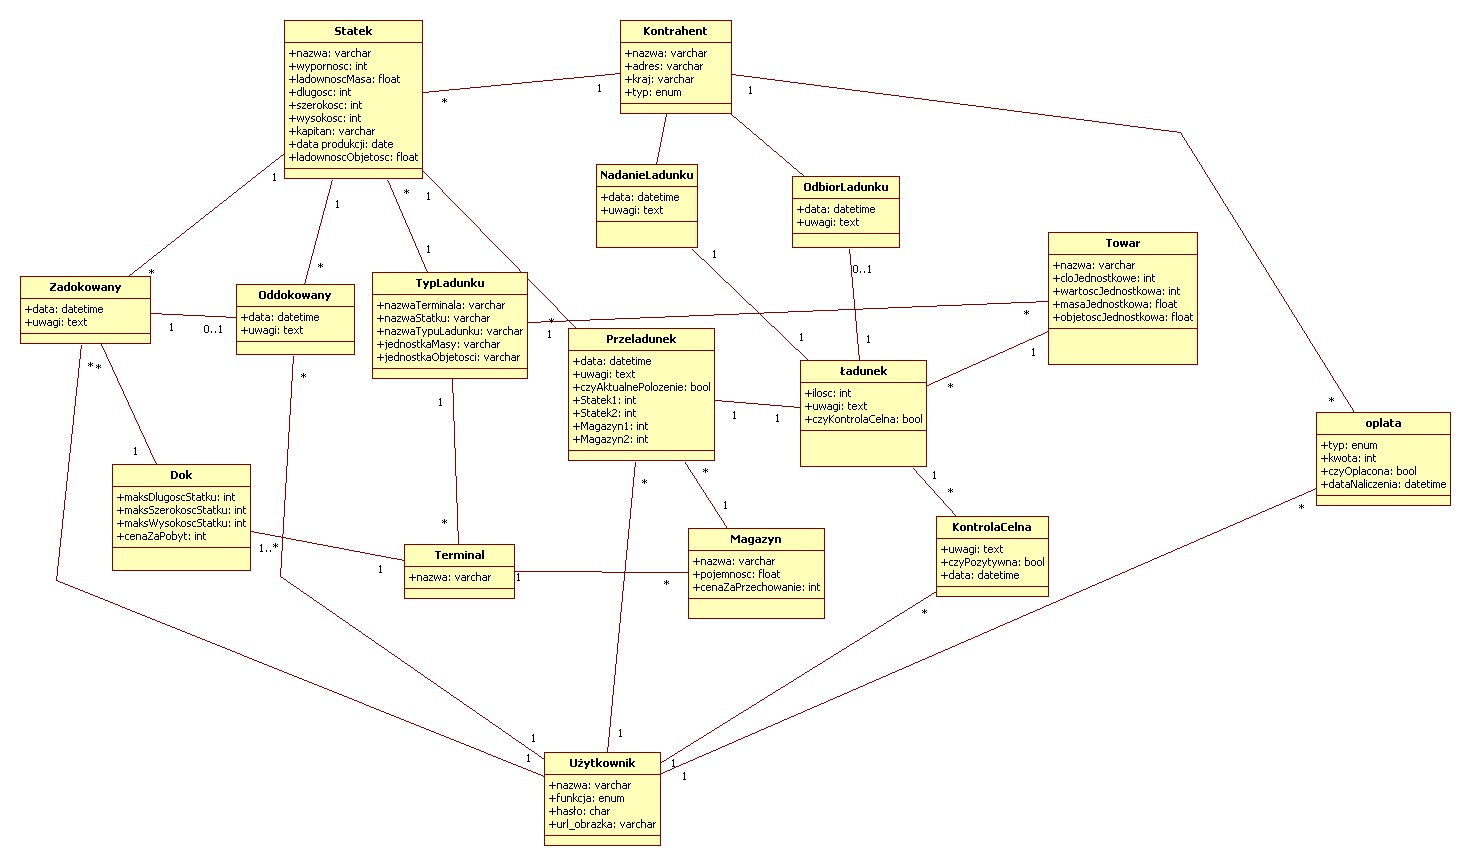 Statek
+nazwa: varchar
+wypornosc: int
+ladownoscMasa: float
+dlugosc: int
+szerokosc: int
+wysokosc: int
+kapitan: varchar
+data produkcji: date
+ladownoscObjetosc: float
Kontrahent
+nazwa: varchar
+adres: varchar
+kraj: varchar
+typ: enum
* 1
1
NadanieLadunku
+data: datetime
+uwagi: text
OdbiorLadunku
+data: datetime
+uwagi: text
1
1
*
1
*
*
1
1
0..1
Towar
+nazwa: varchar
+cloJednostkowe: int
+wartoscJednostkowa: int
+masaJednostkowa: float
+objetoscJednostkowa: float
Zadokowany
+data: datetime
+uwagi: text
1 0..1
Oddokowany
+data: datetime
+uwagi: text
TypLadunku
+nazwaTerminala: varchar
+nazwaStatku: varchar
+nazwaTypuLadunku: varchar
+jednostkaMasy: varchar
+jednostkaObjetosci: varchar
*
1
*
Przeladunek
+data: datetime
+uwagi: text
+czyAktualnePolozenie: bool
+Statek1: int
+Statek2: int
+Magazyn1: int
+Magazyn2: int
1
1
1
*
Ładunek
+ilosc: int
+uwagi: text
+czyKontrolaCelna: bool
1 1
**
*
1
*
oplata
+typ: enum
+kwota: int
+czyOplacona: bool
+dataNaliczenia: datetime
1
Dok
+maksDlugoscStatku: int
+maksSzerokoscStatku: int
+maksWysokoscStatku: int
+cenaZaPobyt: int
*
*
*
1
1
*
1..*
1
Terminal
+nazwa: varchar
1
*
Magazyn
+nazwa: varchar
+pojemnosc: float
+cenaZaPrzechowanie: int
KontrolaCelna
+uwagi: text
+czyPozytywna: bool
+data: datetime
*
*
1
1
1
1
1
Użytkownik
+nazwa: varchar
+funkcja: enum
+hasło: char
+url_obrazka: varchar